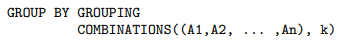 GROUP BY GROUPING
COMBINATIONS((A1,A2, ... ,An), k)